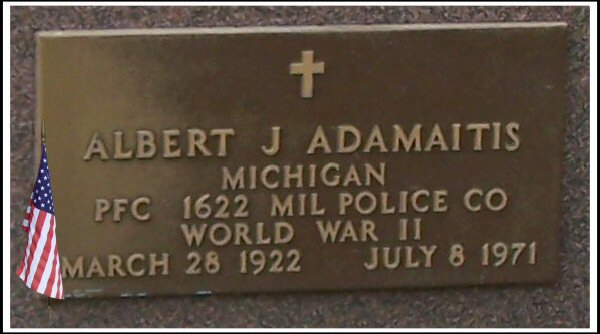 ALBERT J ADAMAITIS
MICHIGAN
PFC 1622 MIL POLICE CO
WORLD WAR II
MARCH 28 1922 JULY 8 1971